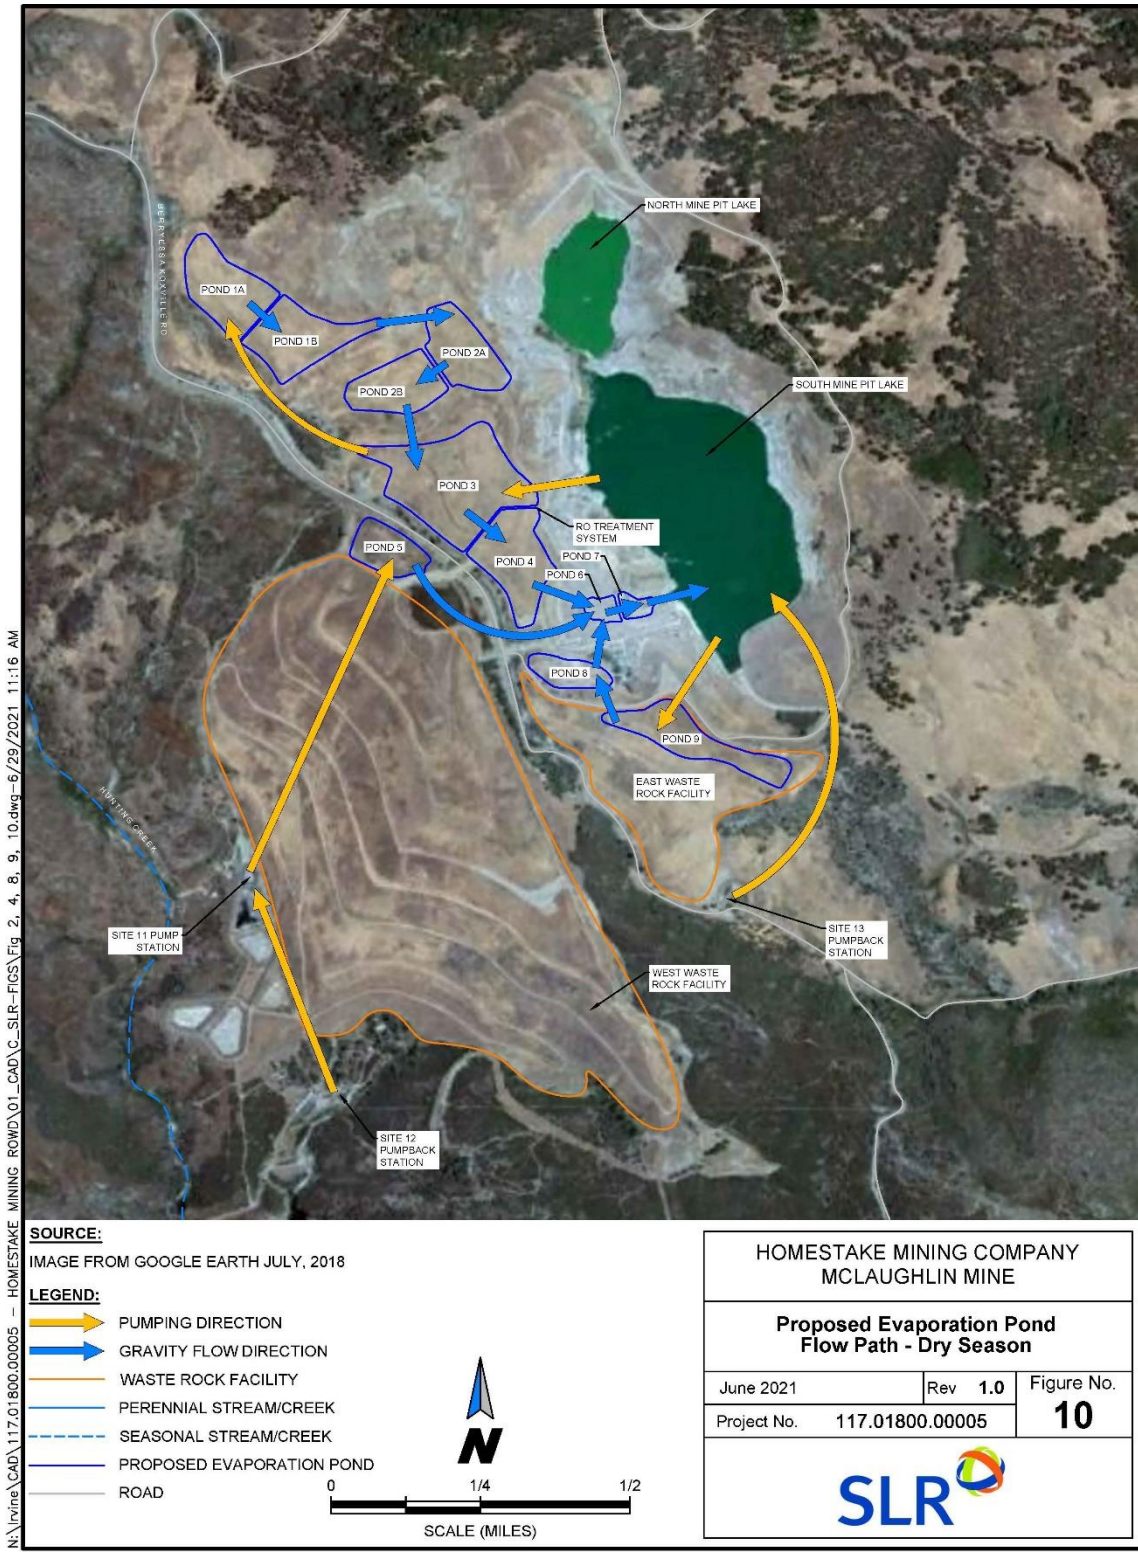 NORTH MINE PIT LAKE
BERRYESSA KOXVILLE RD
POND 1A
POND 1B
POND 2A
POND 2B
SOUTH MINE PIT LAKE
POND 3
RO TREATMENT
SYSTEM
POND 5
POND 4
POND 7
POND 6
POND 8
POND 9
EAST WASTE
ROCK FACILITY
HUNTING CREEK
SITE 11 PUMP
STATION
SITE 13
PUMPBACK
STATION
WEST WASTE
ROCK FACILITY
SITE 12
PUMPBACK
STATION
N:\Irvine\CAD\117.01800.00005 - HOMESTAKE MINING ROWD\01_CAD\C_SLR-FIGS\Fig 2, 4, 8, 9, 10.dwg-6/29/2021 11:16 AM
SOURCE:
IMAGE FROM GOOGLE EARTH JULY, 2018
LEGEND:
PUMPING DIRECTION
GRAVITY FLOW DIRECTION
WASTE ROCK FACILITY
PERENNIAL STREAM/CREEK
SEASONAL STREAM/CREEK
PROPOSED EVAPORATION POND
ROAD
N
0 1/4 1/2
SCALE (MILES)
HOMESTAKE MINING COMPANY
MCLAUGHLIN MINE
Proposed Evaporation Pond
Flow Path - Dry Season
June 2021 Rev 1.0 Figure No.
Project No. 117.01800.00005 10
SLR